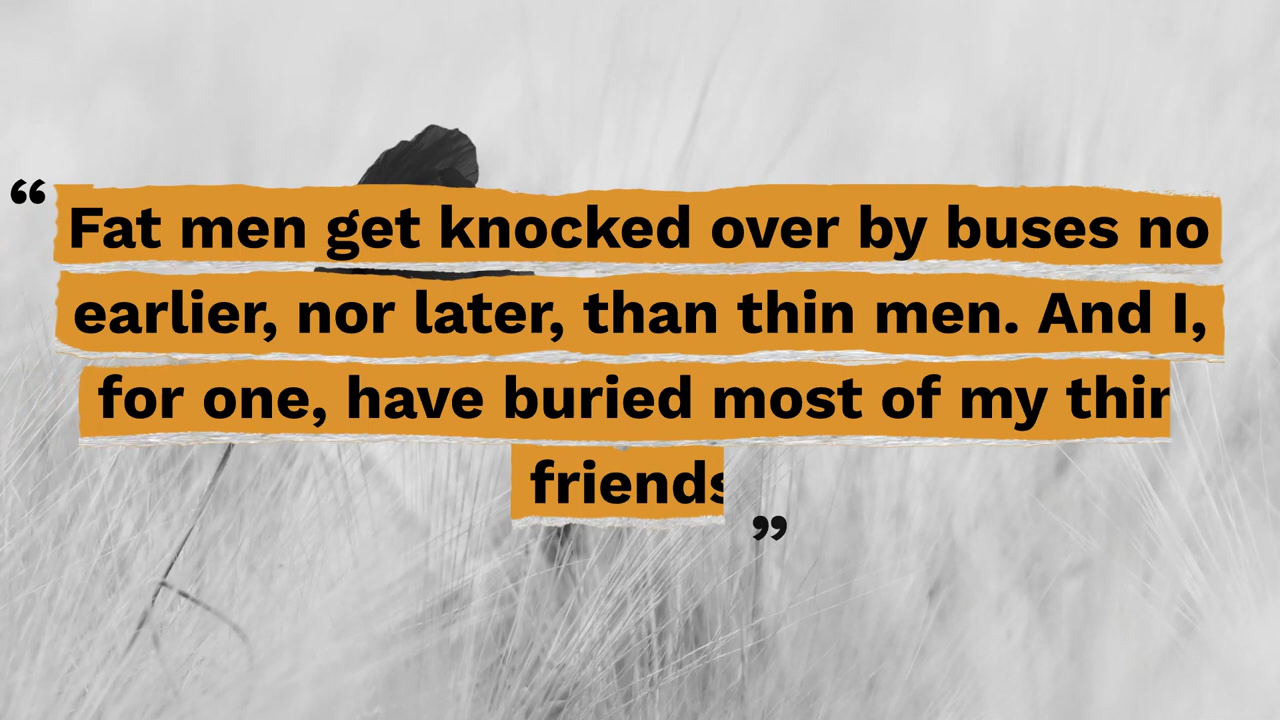 “Fat men get knocked over by buses no
earlier, nor later, than thin men. And I,
for one, have buried most of my thin
friends”